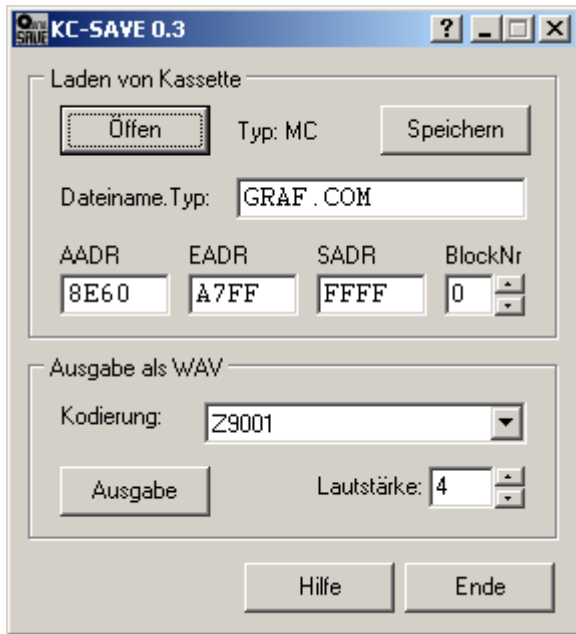 KC-SAVE 0.3
Laden von Kassette
Öffen Typ: MC Speichern
Dateiname.Typ: GRAF.COM
AADR EADR SADR BlockNr
8E60 A7FF FFFF 0
Ausgabe als WAV
Kodierung: Z9001
Ausgabe Lautstärke: 4
Hilfe Ende